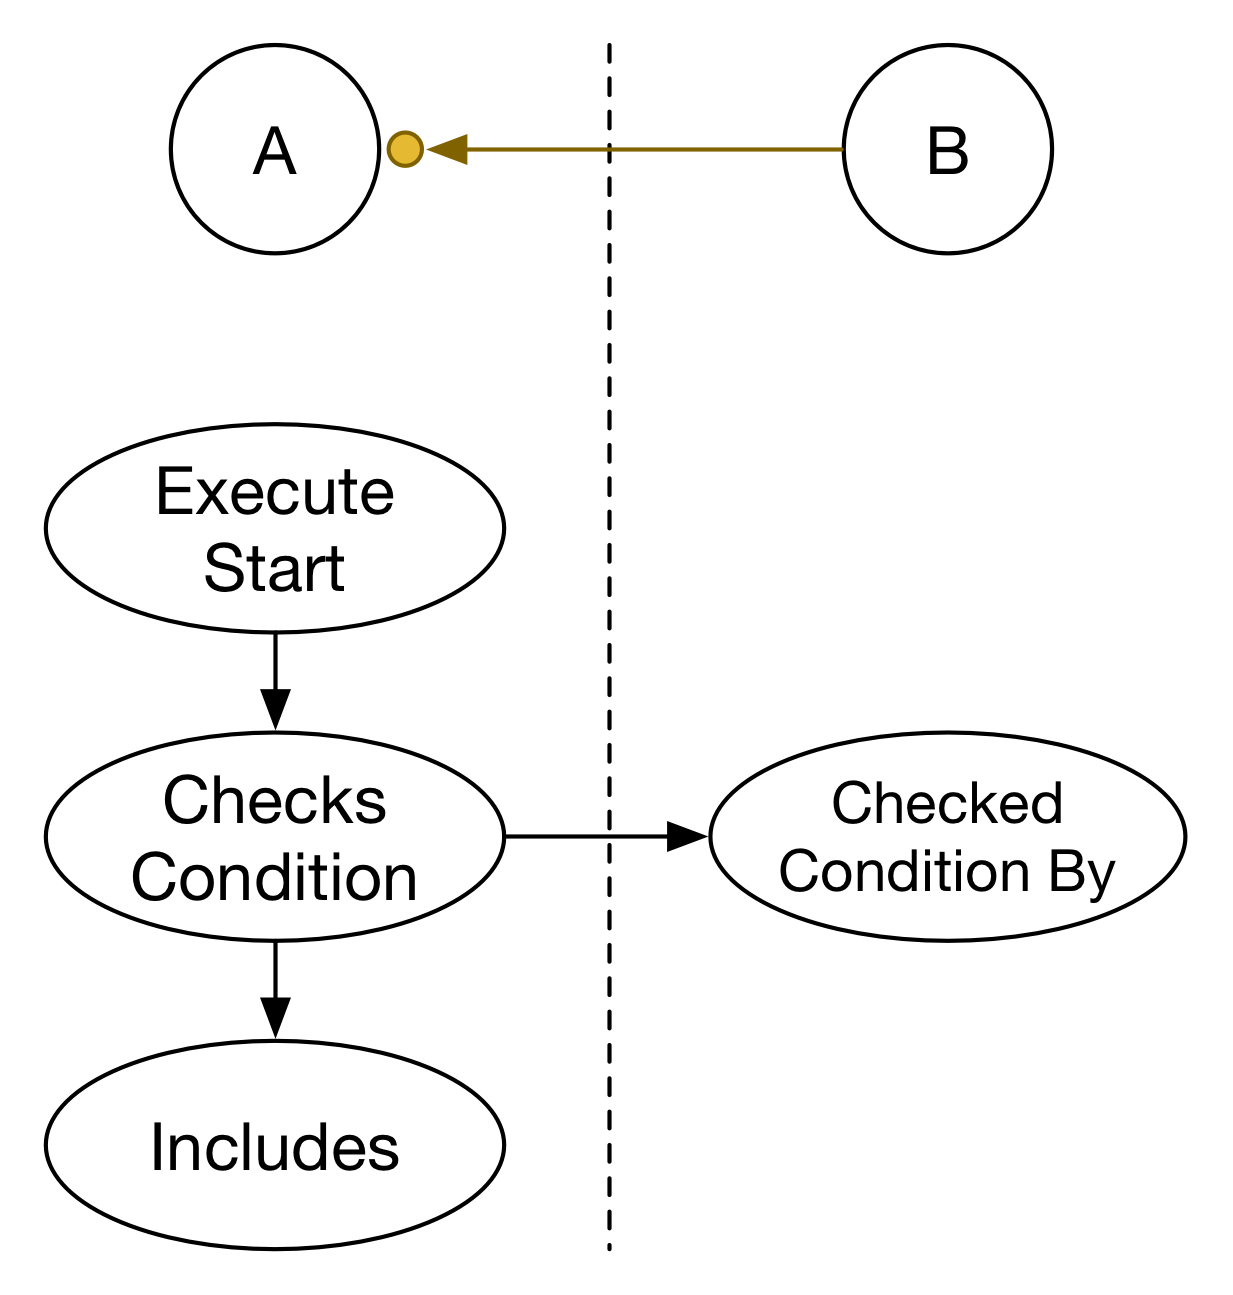 A
B
Execute
Start
Checks
Condition
Checked
Condition By
Includes